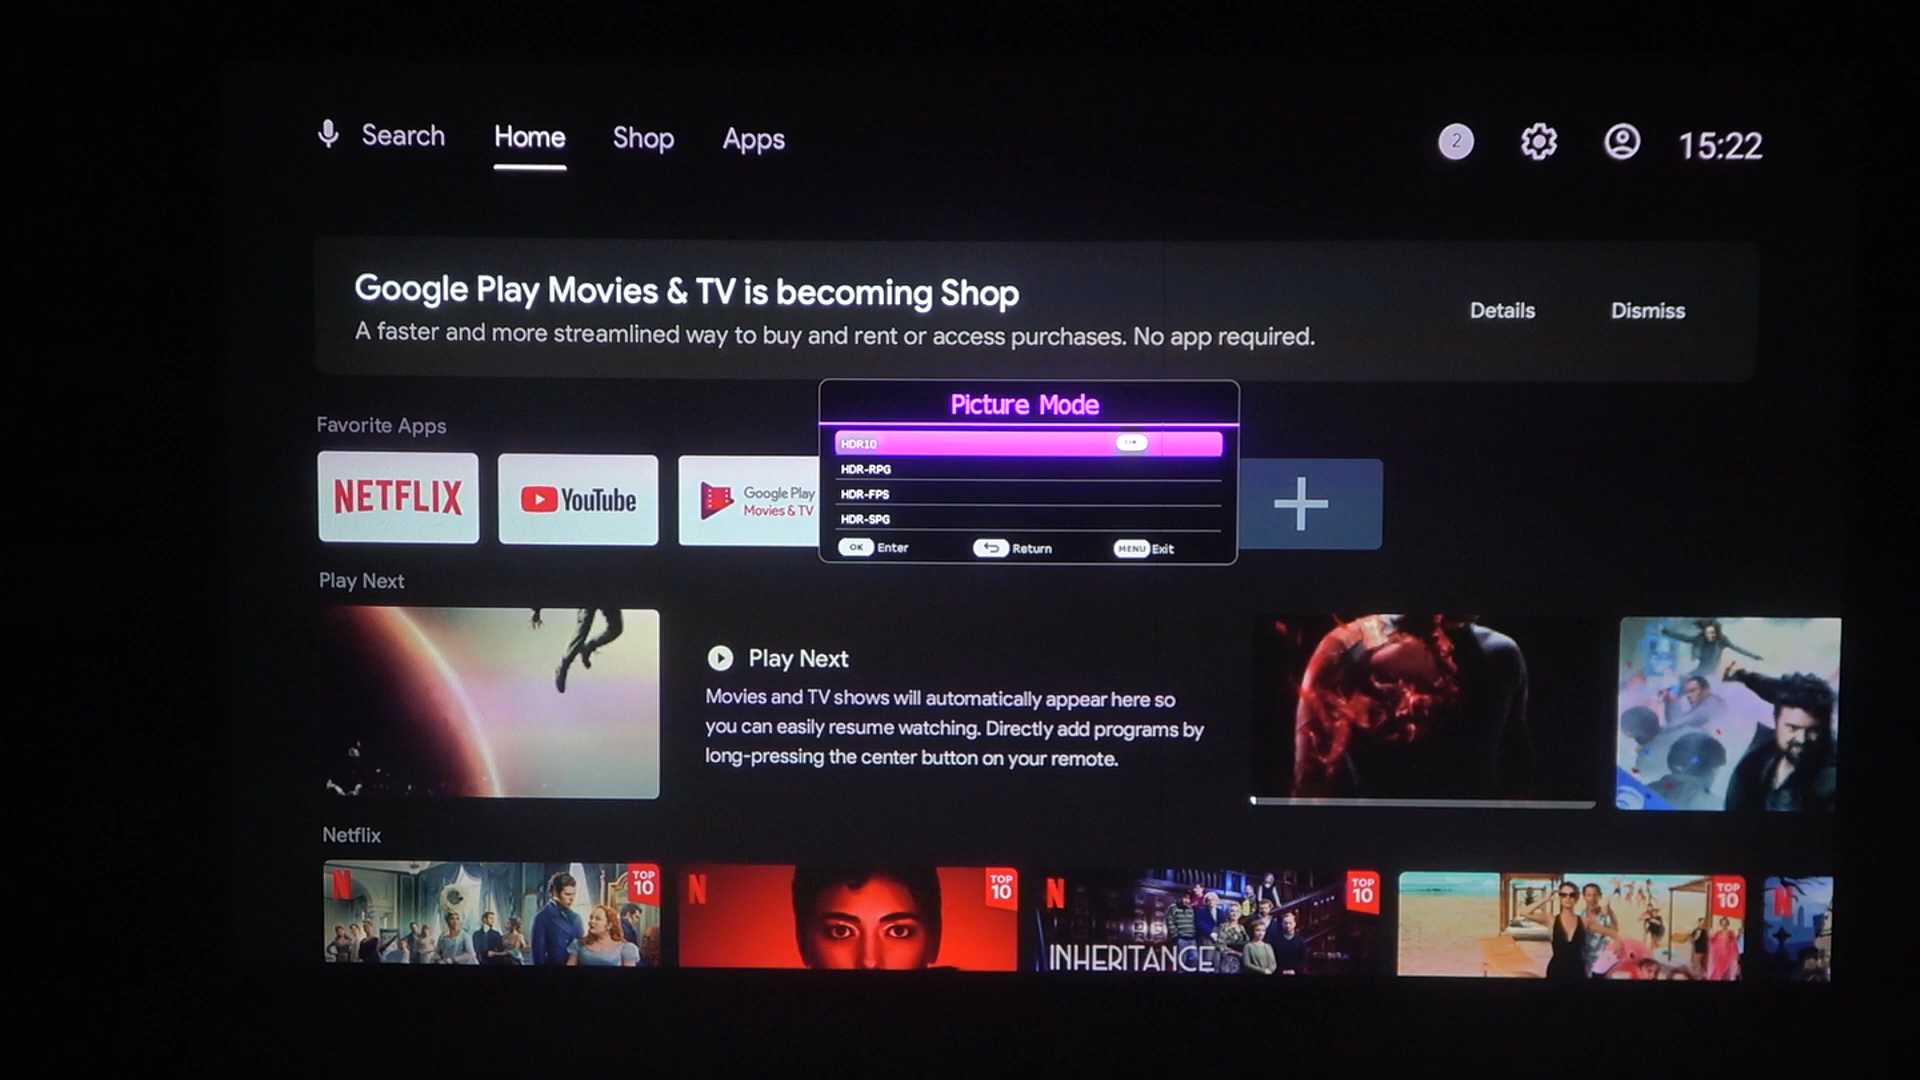 Search Home Shop Apps
2 15:22
Google Play Movies & TV is becoming Shop
A faster and more streamlined way to buy and rent or access purchases. No app required.
Details Dismiss
Picture Mode
HDR10 OK
HDR-RPG
HDR-FPS
HDR-SPG
OK Enter Return MENU Exit
Favorite Apps
NETFLIX YouTube
Google Play
Movies & TV
Play Next
Play Next
Movies and TV shows will automatically appear here so
you can easily resume watching. Directly add programs by
long-pressing the center button on your remote.
Netflix
N TOP
10
N TOP
10
N TOP
10
INHERITANCE
TOP
10
N